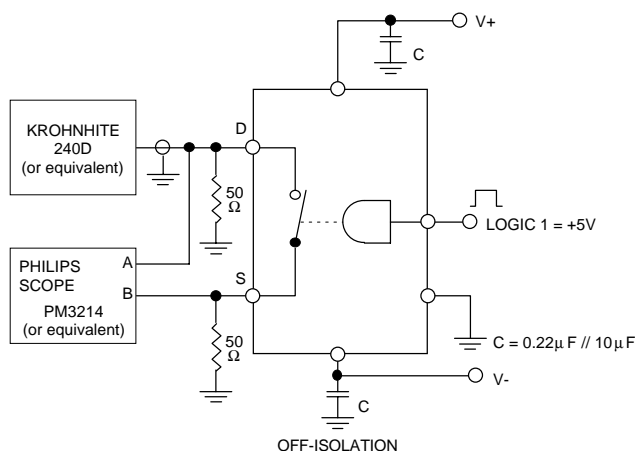 V+
C
KROHNHITE
240D
(or equivalent)
D
50
Ω
LOGIC 1 = +5V
PHILIPS
SCOPE
PM3214
(or equivalent)
A
B
S
50
Ω
C = 0.22μF // 10μF
V-
C
OFF-ISOLATION